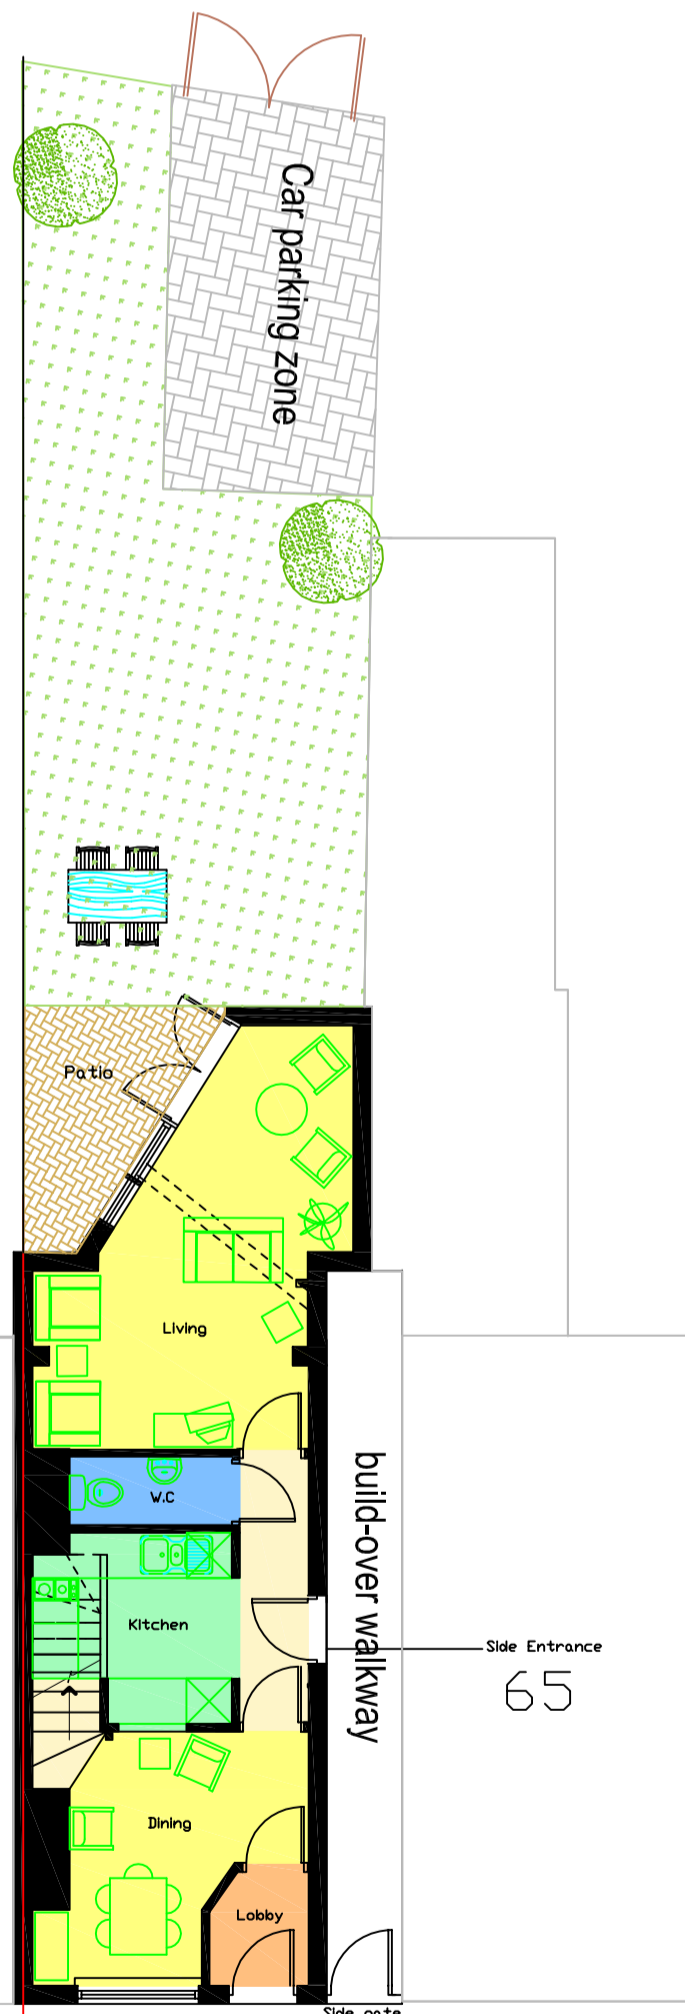 Car parking zone
Patio
Living
W.C
build-over walkway
Kitchen
Side Entrance
65
Dining
Lobby
Side gate